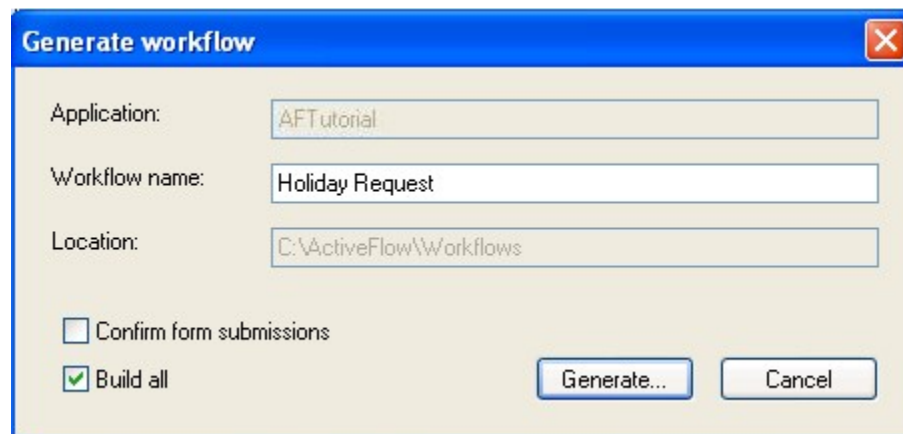 Generate workflow
Application: AFTutorial
Workflow name: Holiday Request
Location: C:\ActiveFlow\Workflows
Confirm form submissions
Build all Generate... Cancel